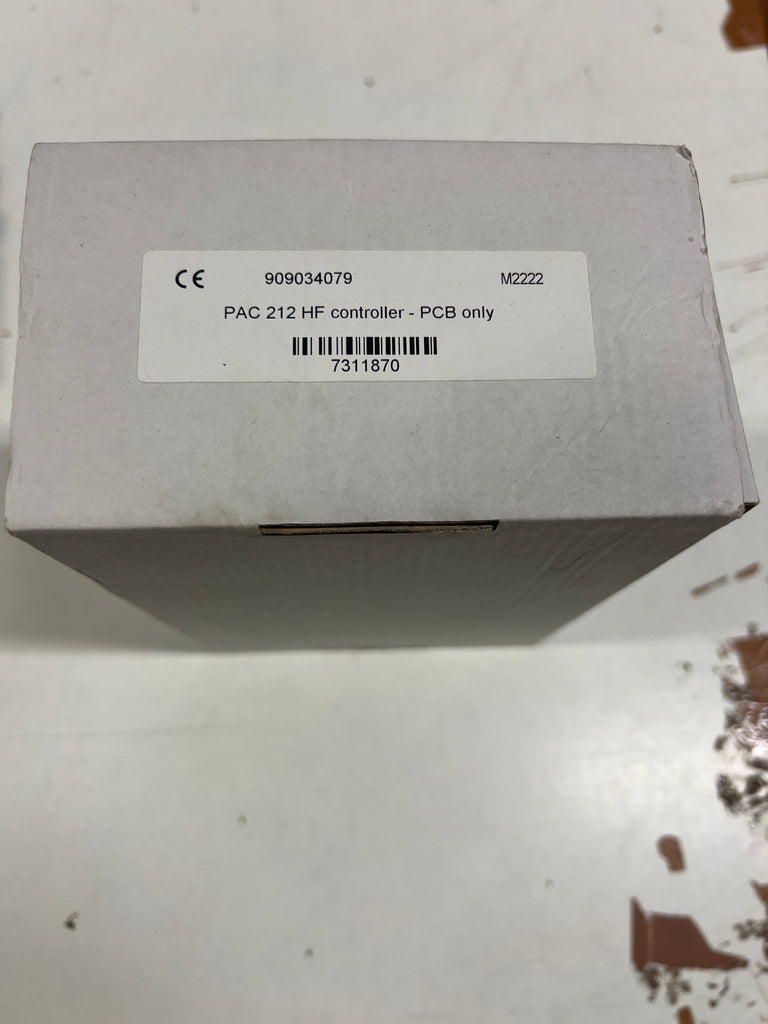 CE 909034079 M2222
PAC 212 HF controller - PCB only
7311870